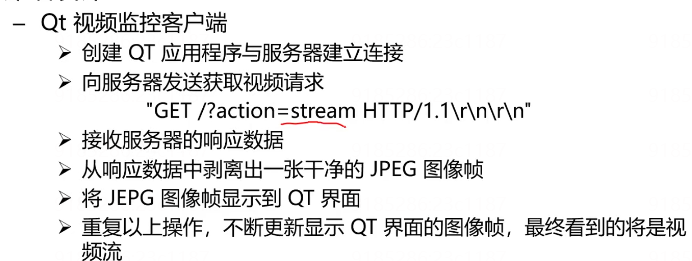 – Qt 视频监控客户端
➢ 创建 QT 应用程序与服务器建立连接
➢ 向服务器发送获取视频请求
"GET /?action=stream HTTP/1.1\r\n\r\n"
➢ 接收服务器的响应数据
➢ 从响应数据中剥离出一张干净的 JPEG 图像帧
➢ 将 JEPG 图像帧显示到 QT 界面
➢ 重复以上操作，不断更新显示 QT 界面的图像帧，最终看到的将是视
频流